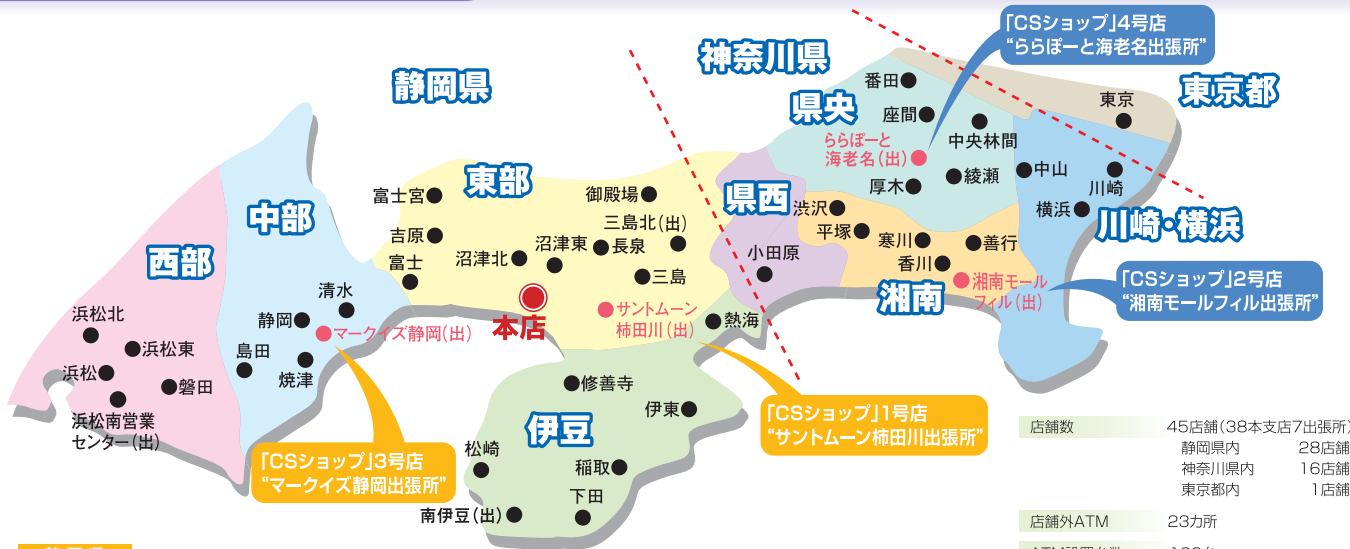 静岡県
神奈川県
東京都
「CSショップ」4号店
“ららぽーと海老名出張所”
県央
番田
座間
東京
中央林間
ららぽーと
海老名(出)
厚木
綾瀬
中山
川崎
横浜
川崎・横浜
東部
富士宮
御殿場
県西
渋沢
三島北(出)
吉原
平塚
寒川
善行
沼津東
長泉
小田原
香川
富士
沼津北
三島
湘南モール
フィル(出)
湘南
「CSショップ」2号店
“湘南モールフィル出張所”
中部
西部
清水
静岡
マークイズ静岡(出)
本店
サントムーン
柿田川(出)
熱海
浜松北
浜松東
島田
焼津
浜松
磐田
浜松南営業
センター(出)
修善寺
伊東
伊豆
「CSショップ」1号店
“サントムーン柿田川出張所”
松崎
稲取
下田
南伊豆(出)
「CSショップ」3号店
“マークイズ静岡出張所”
店舗数 45店舗(38本支店7出張所)
静岡県内 28店舗
神奈川県内 16店舗
東京都内 1店舗
店舗外ATM 23カ所